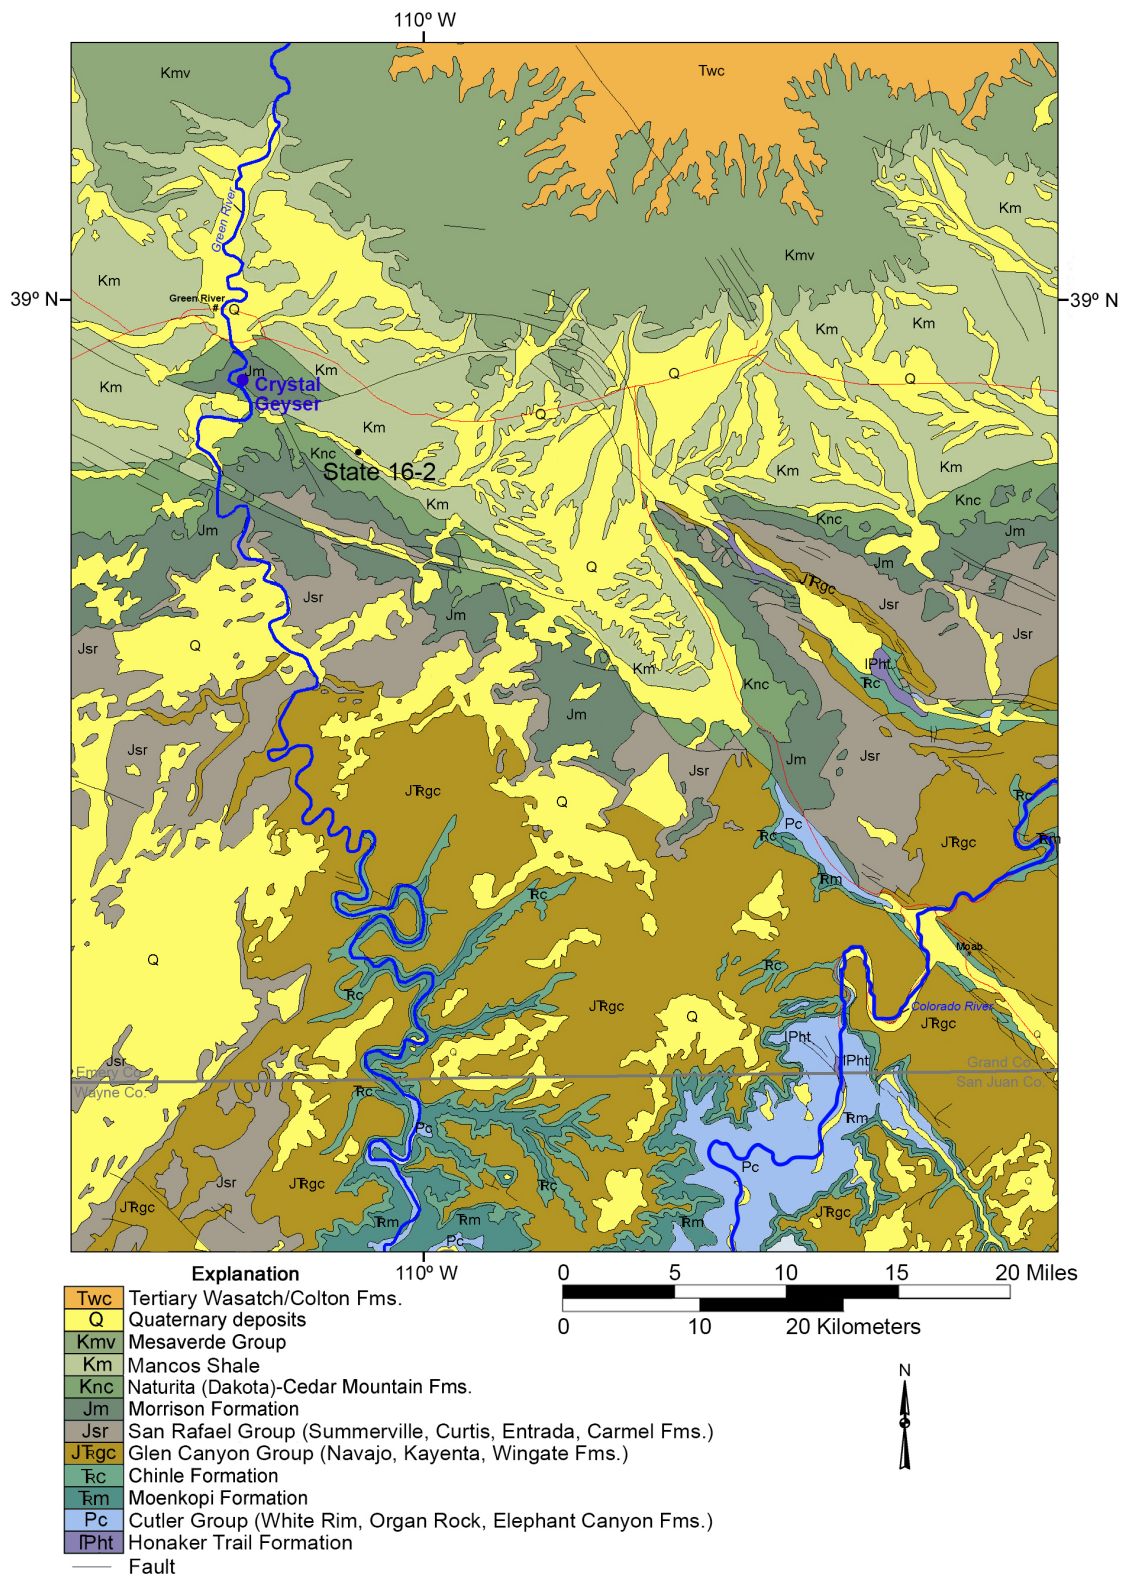 110º W
Kmv
Twc
Km
Green River
Kmv
Km
39º N
39º N
Green River
#
Q
Km
Km
Q
Q
Jm
Km
Km
Crystal
Geyser
Q
Km
Knc
State 16-2
Km
Km
Km
Knc
Knc
Jm
Jm
Jm
Q
JTRgc
Jsr
Jsr
Jm
Jsr
Jsr
Q
Km
IPht
TRc
Knc
Jm
Jsr
Jsr
Jsr
Jm
JTRgc
Q
TRc
Pc
TRc
JTRgc
TRm
TRm
TRc
Moab
Q
TRc
TRc
JTRgc
Q
Colorado River
JTRgc
Q
IPht
IPht
Q
Jsr
Emery Co.
Grand Co.
Wayne Co.
San Juan Co.
TRc
TRm
Pc
Pc
Jsr
JTRgc
TRc
Q
Q
JTRgc
JTRgc
TRm
TRm
TRm
Pc
110º W
Explanation
Twc Tertiary Wasatch/Colton Fms.
Q Quaternary deposits
Kmv Mesaverde Group
Km Mancos Shale
Knc Naturita (Dakota)-Cedar Mountain Fms.
Jm Morrison Formation
Jsr San Rafael Group (Summerville, Curtis, Entrada, Carmel Fms.)
JTRgc Glen Canyon Group (Navajo, Kayenta, Wingate Fms.)
TRc Chinle Formation
TRm Moenkopi Formation
Pc Cutler Group (White Rim, Organ Rock, Elephant Canyon Fms.)
IPht Honaker Trail Formation
Fault
0 5 10 15 20 Miles
0 10 20 Kilometers
N